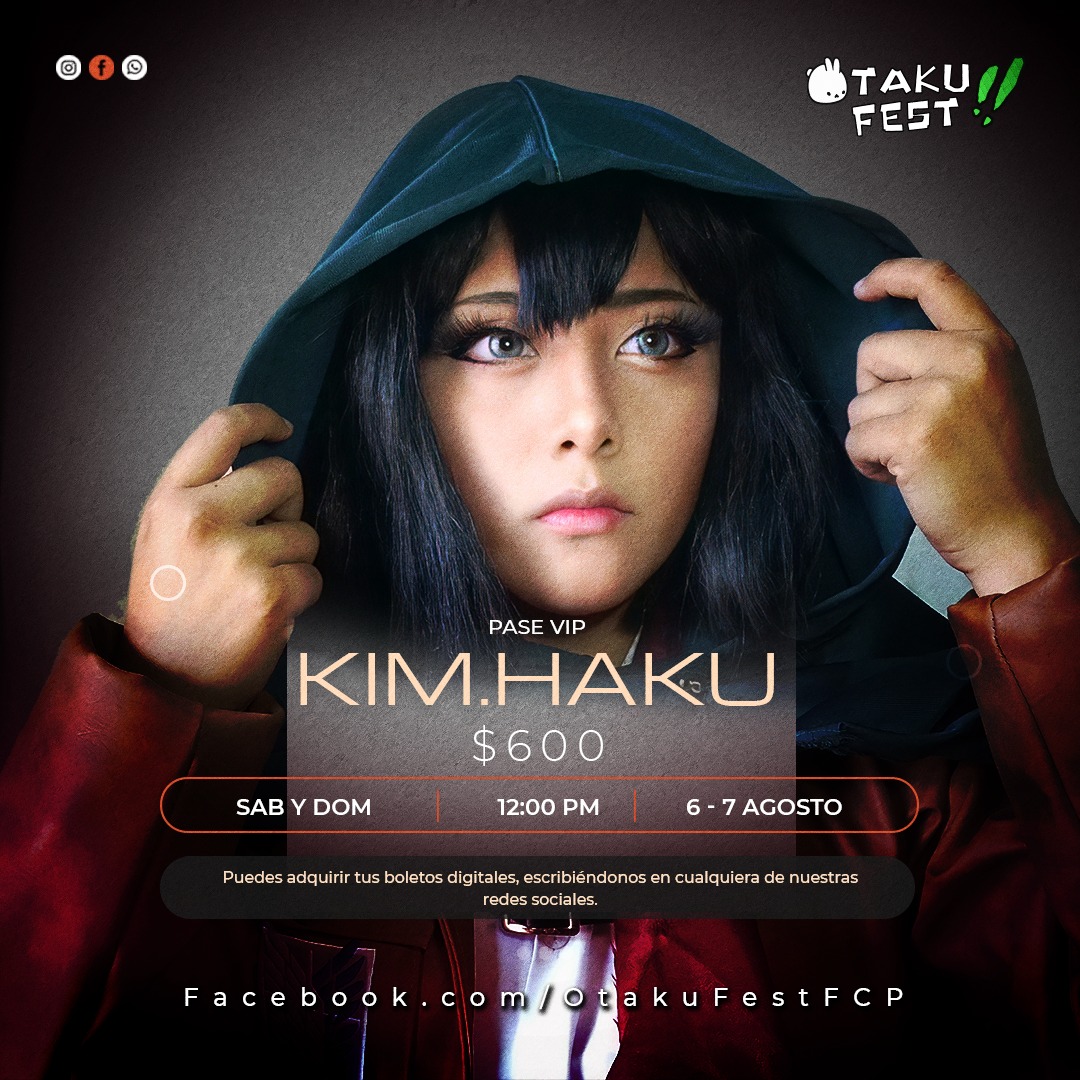 OTAKU
FEST!!
PASE VIP
KIM.HAKU
$600
SAB Y DOM
12:00 PM
6 - 7 AGOSTO
Puedes adquirir tus boletos digitales, escribiéndonos en cualquiera de nuestras
redes sociales.
Facebook.com/OtakuFestFCP